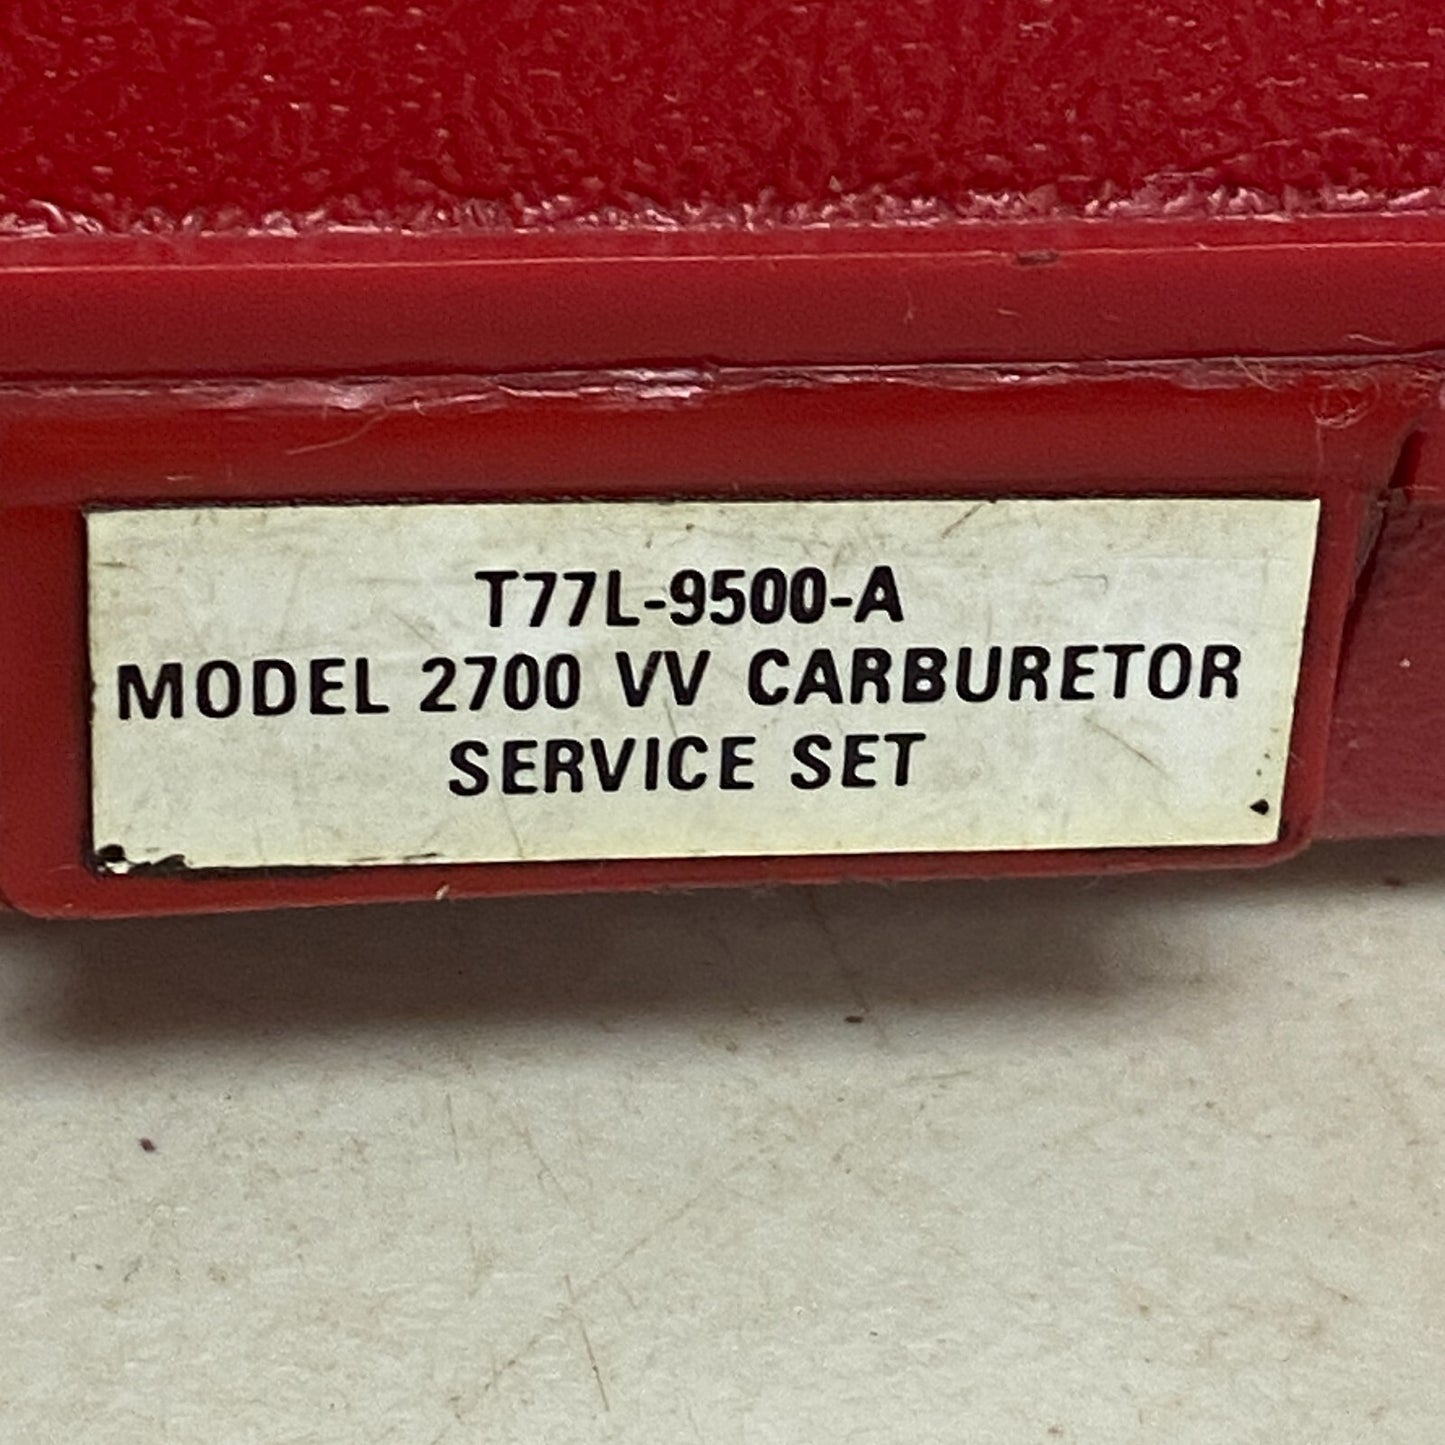 T77L-9500-A
MODEL 2700 VV CARBURETOR
SERVICE SET